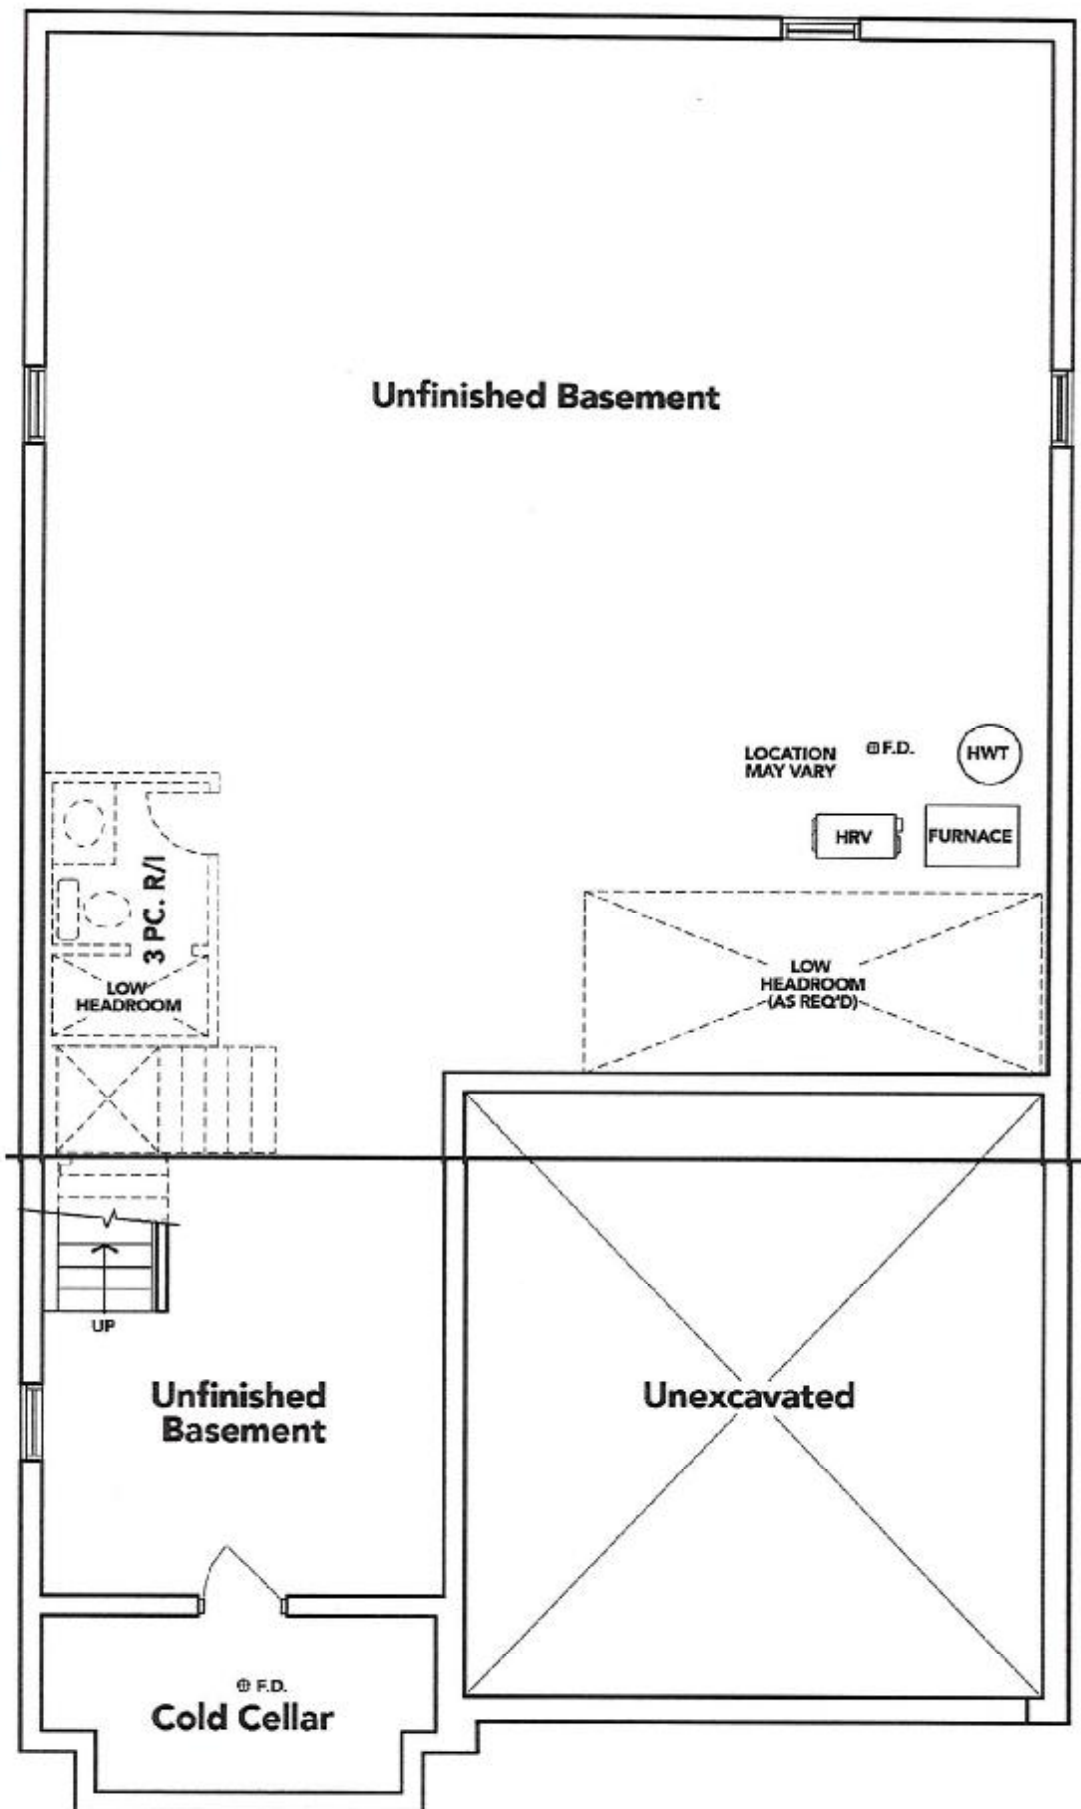 Unfinished Basement
LOCATION
MAY VARY
F.D.
HWT
HRV
FURNACE
3 PC. R/I
LOW
HEADROOM
LOW
HEADROOM
(AS REQ'D)
UP
Unfinished
Basement
Unexcavated
F.D.
Cold Cellar